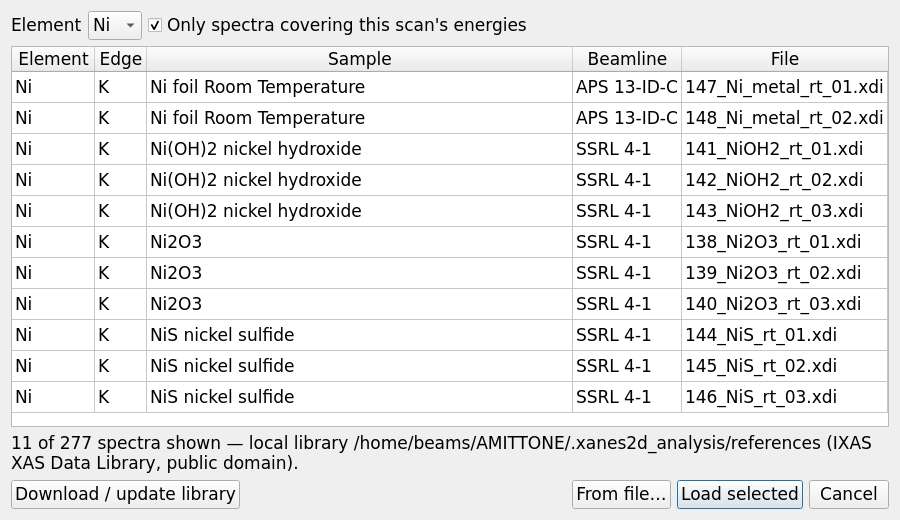 Element Ni Only spectra covering this scan's energies
Element Edge Sample Beamline File
Ni K Ni foil Room Temperature APS 13-ID-C 147_Ni_metal_rt_01.xdi
Ni K Ni foil Room Temperature APS 13-ID-C 148_Ni_metal_rt_02.xdi
Ni K Ni(OH)2 nickel hydroxide SSRL 4-1 141_NiOH2_rt_01.xdi
Ni K Ni(OH)2 nickel hydroxide SSRL 4-1 142_NiOH2_rt_02.xdi
Ni K Ni(OH)2 nickel hydroxide SSRL 4-1 143_NiOH2_rt_03.xdi
Ni K Ni2O3 SSRL 4-1 138_Ni2O3_rt_01.xdi
Ni K Ni2O3 SSRL 4-1 139_Ni2O3_rt_02.xdi
Ni K Ni2O3 SSRL 4-1 140_Ni2O3_rt_03.xdi
Ni K NiS nickel sulfide SSRL 4-1 144_NiS_rt_01.xdi
Ni K NiS nickel sulfide SSRL 4-1 145_NiS_rt_02.xdi
Ni K NiS nickel sulfide SSRL 4-1 146_NiS_rt_03.xdi
11 of 277 spectra shown — local library /home/beams/AMITTONE/.xanes2d_analysis/references (IXAS
XAS Data Library, public domain).
Download / update library From file... Load selected Cancel